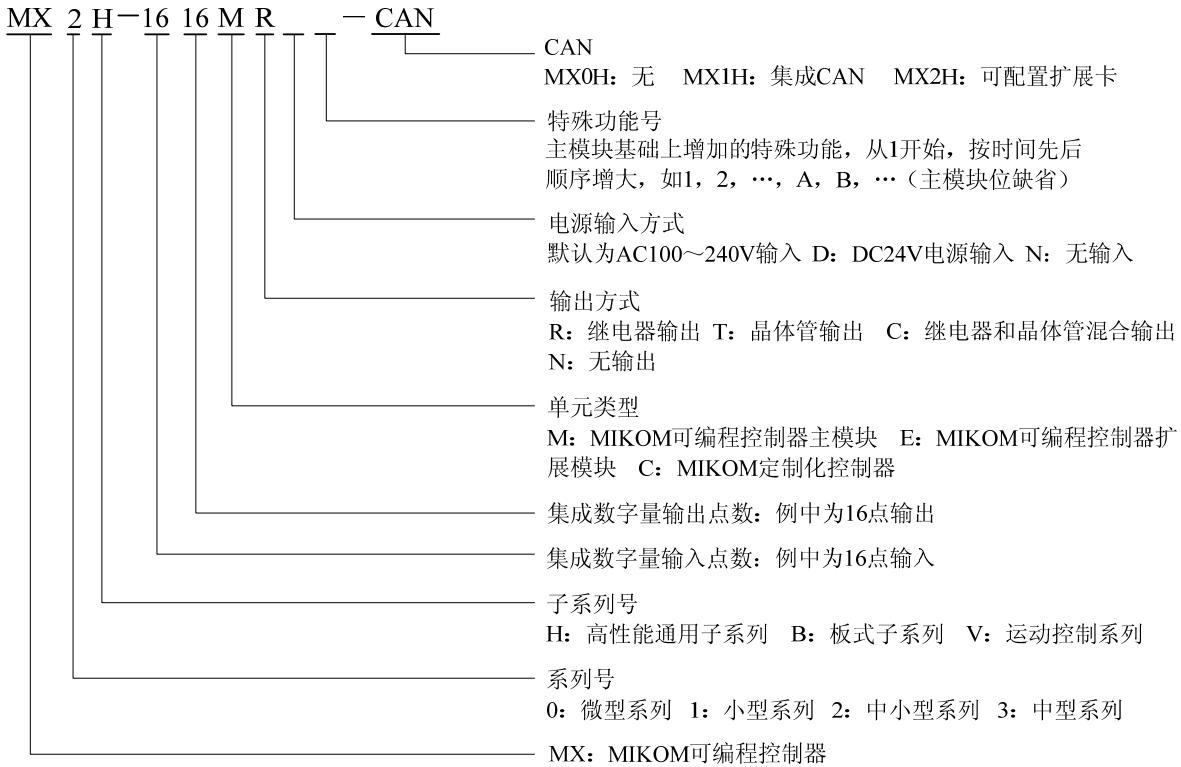 MX 2 H－16 16 M R － CAN
CAN
MX0H：无 MX1H：集成CAN MX2H：可配置扩展卡
特殊功能号
主模块基础上增加的特殊功能，从1开始，按时间先后
顺序增大，如1，2，…，A，B，…（主模块位缺省）
电源输入方式
默认为AC100～240V输入 D：DC24V电源输入 N：无输入
输出方式
R：继电器输出 T：晶体管输出 C：继电器和晶体管混合输出
N：无输出
单元类型
M：MIKOM可编程控制器主模块 E：MIKOM可编程控制器扩
展模块 C：MIKOM定制化控制器
集成数字量输出点数：例中为16点输出
集成数字量输入点数：例中为16点输入
子系列号
H：高性能通用子系列 B：板式子系列 V：运动控制系列
系列号
0：微型系列 1：小型系列 2：中小型系列 3：中型系列
MX：MIKOM可编程控制器